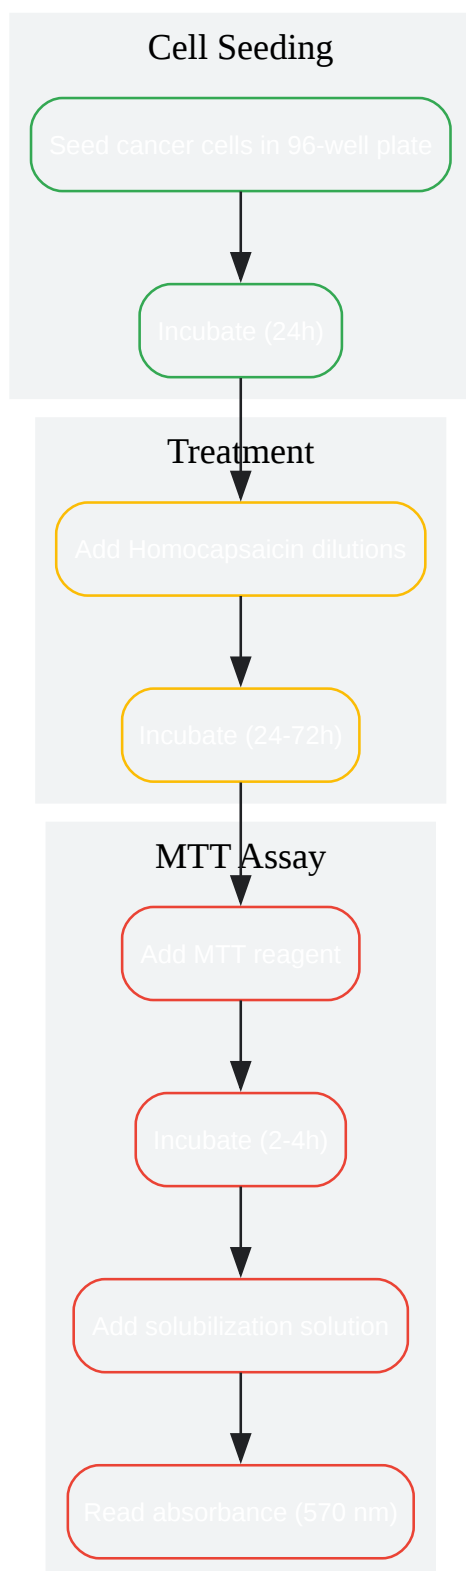 Cell Seeding
Seed cancer cells in 96-well plate
Incubate (24h)
Treatment
Add Homocapsaicin dilutions
Incubate (24-72h)
MTT Assay
Add MTT reagent
Incubate (2-4h)
Add solubilization solution
Read absorbance (570 nm)